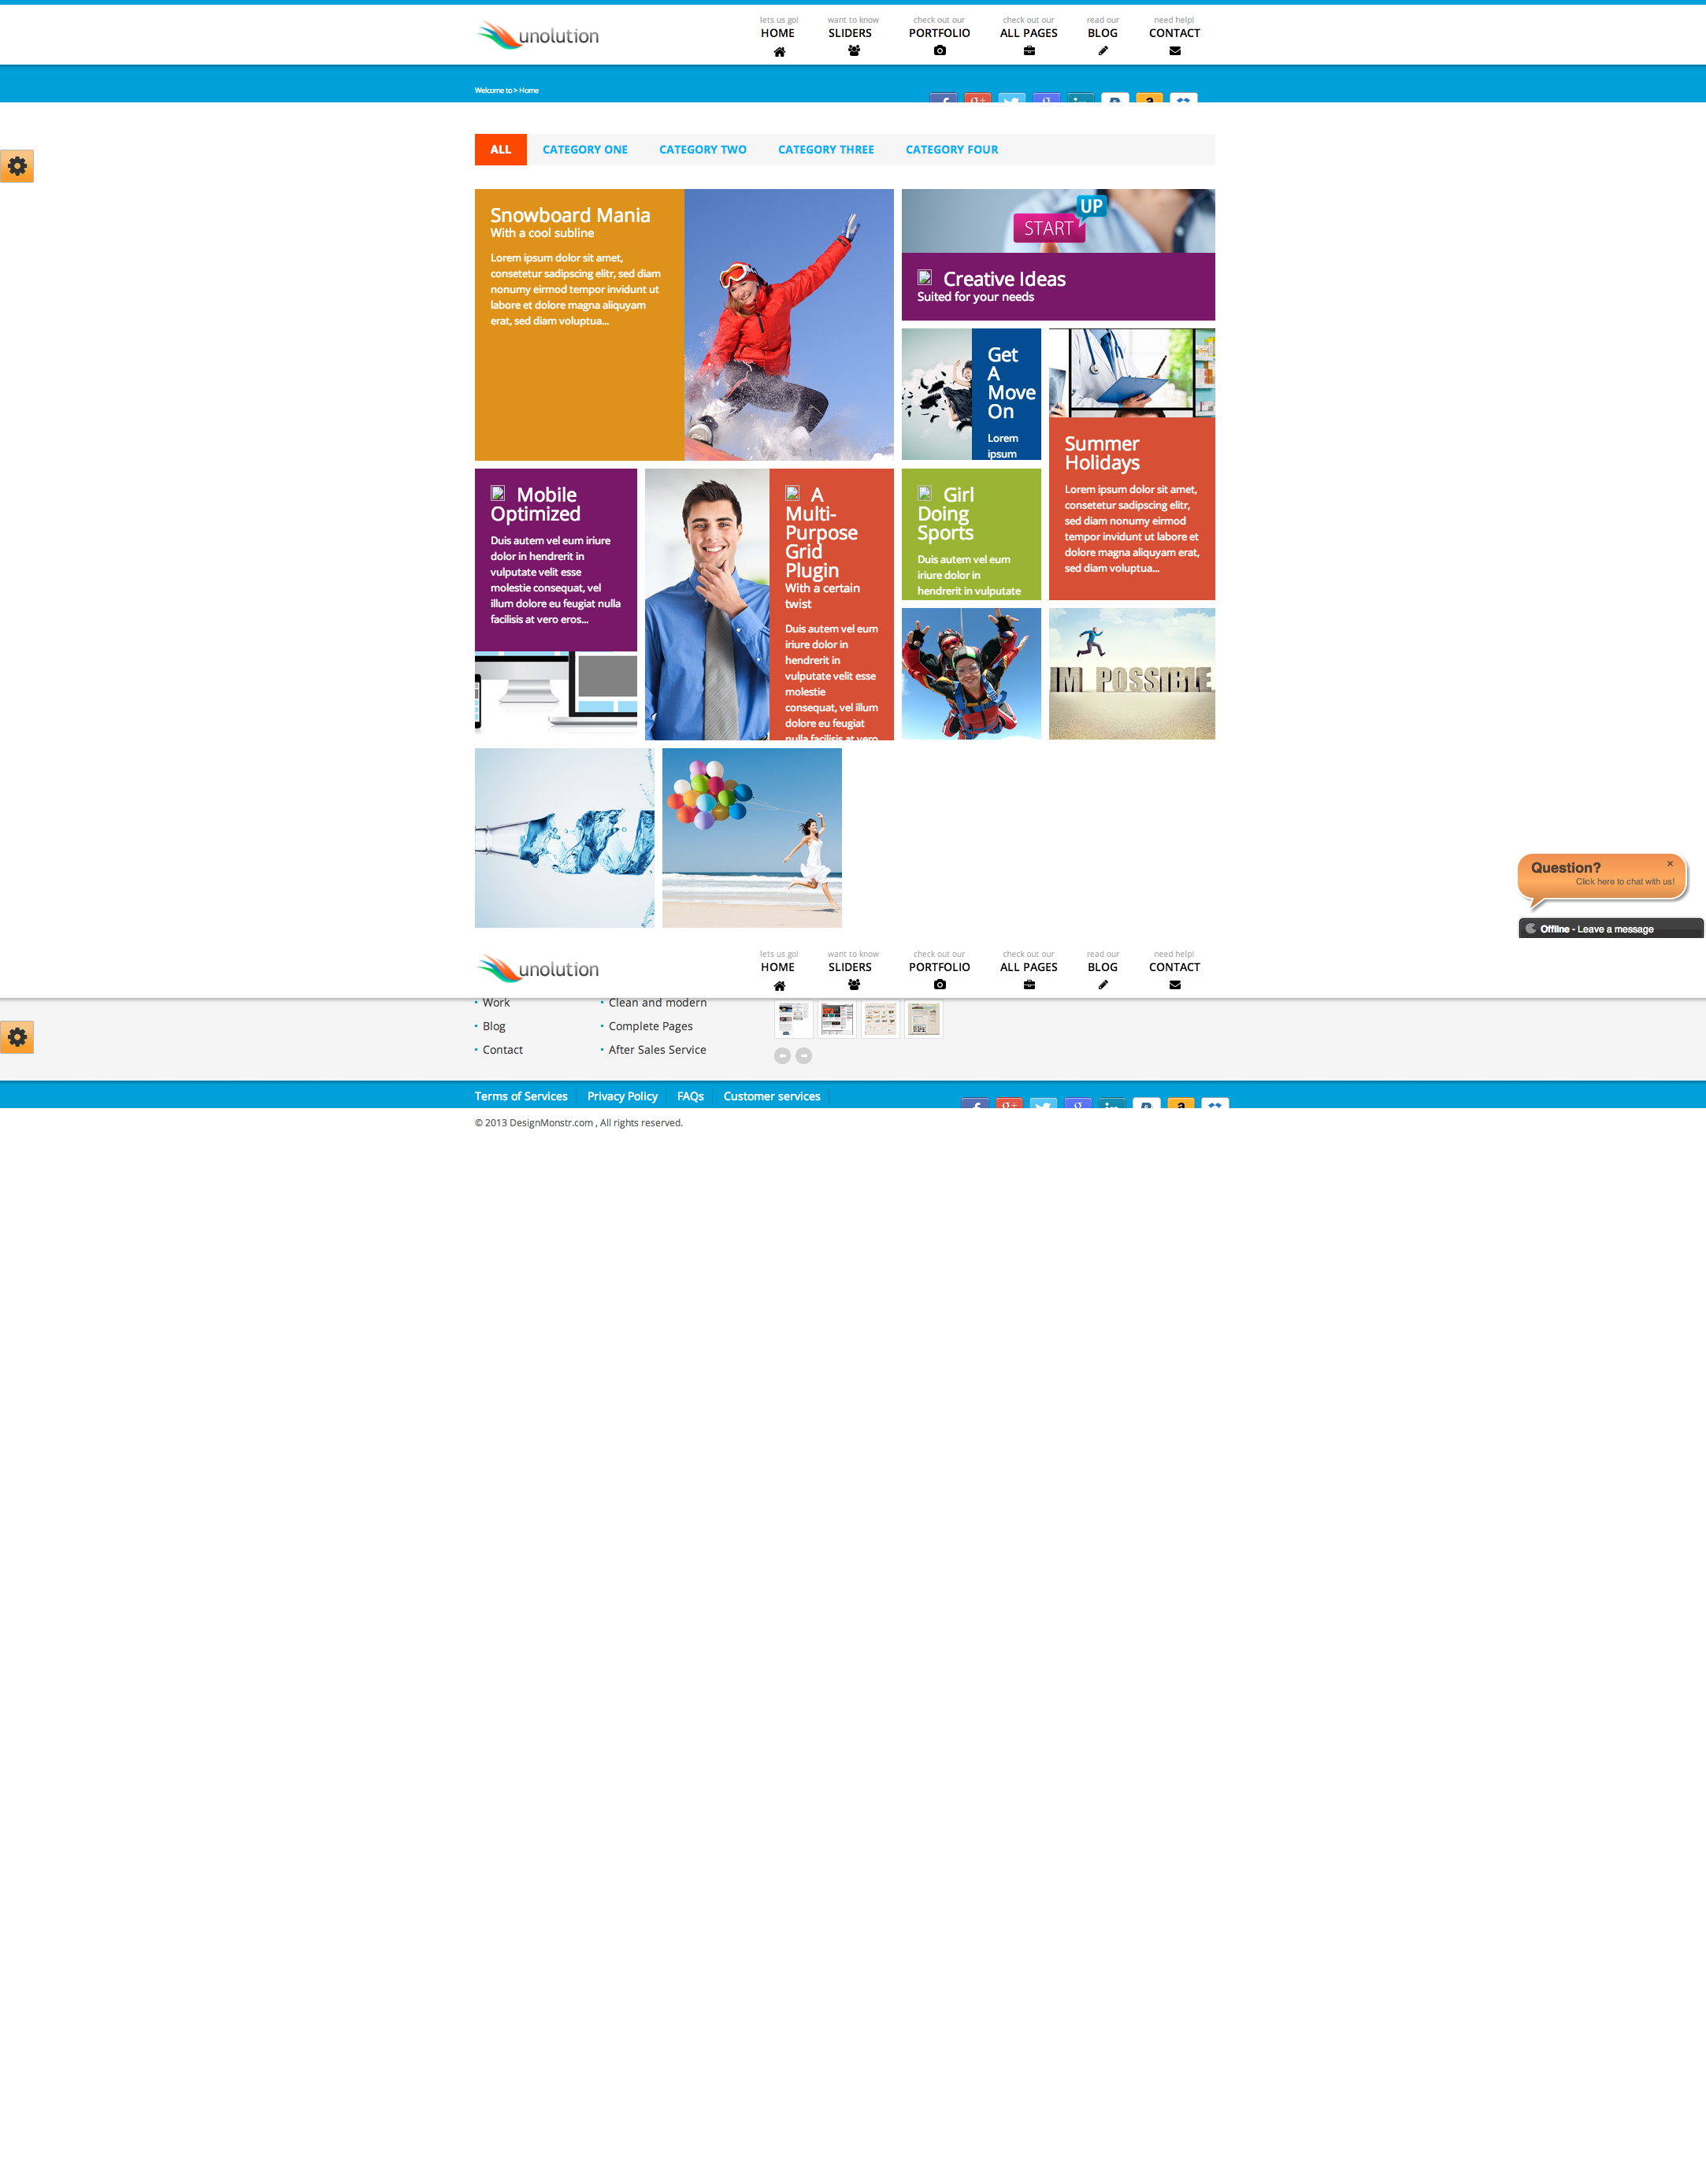 unolution
lets us go!
HOME
want to know
SLIDERS
check out our
PORTFOLIO
check out our
ALL PAGES
read our
BLOG
need help!
CONTACT
Welcome to > Home
ALL
CATEGORY ONE
CATEGORY TWO
CATEGORY THREE
CATEGORY FOUR
Snowboard Mania
With a cool subline
Lorem ipsum dolor sit amet,
consetetur sadipscing elitr, sed diam
nonumy eirmod tempor invidunt ut
labore et dolore magna aliquyam
erat, sed diam voluptua...
UP
START
Creative Ideas
Suited for your needs
Get
A
Move
On
Lorem
ipsum
Summer
Holidays
Lorem ipsum dolor sit amet,
consetetur sadipscing elitr,
sed diam nonumy eirmod
tempor invidunt ut labore et
dolore magna aliquyam erat,
sed diam voluptua...
Mobile
Optimized
Duis autem vel eum iriure
dolor in hendrerit in
vulputate velit esse
molestie consequat, vel
illum dolore eu feugiat nulla
facilisis at vero eros...
A
Multi-
Purpose
Grid
Plugin
With a certain
twist
Duis autem vel eum
iriure dolor in
hendrerit in
vulputate velit esse
molestie
consequat, vel illum
dolore eu feugiat
nulla facilisis at vero
Girl
Doing
Sports
Duis autem vel eum
iriure dolor in
hendrerit in vulputate
IM POSSIBLE
Question?
Click here to chat with us!
Offline - Leave a message
unolution
lets us go!
HOME
want to know
SLIDERS
check out our
PORTFOLIO
check out our
ALL PAGES
read our
BLOG
need help!
CONTACT
Work
Clean and modern
Blog
Complete Pages
Contact
After Sales Service
Terms of Services
Privacy Policy
FAQs
Customer services
© 2013 DesignMonstr.com , All rights reserved.